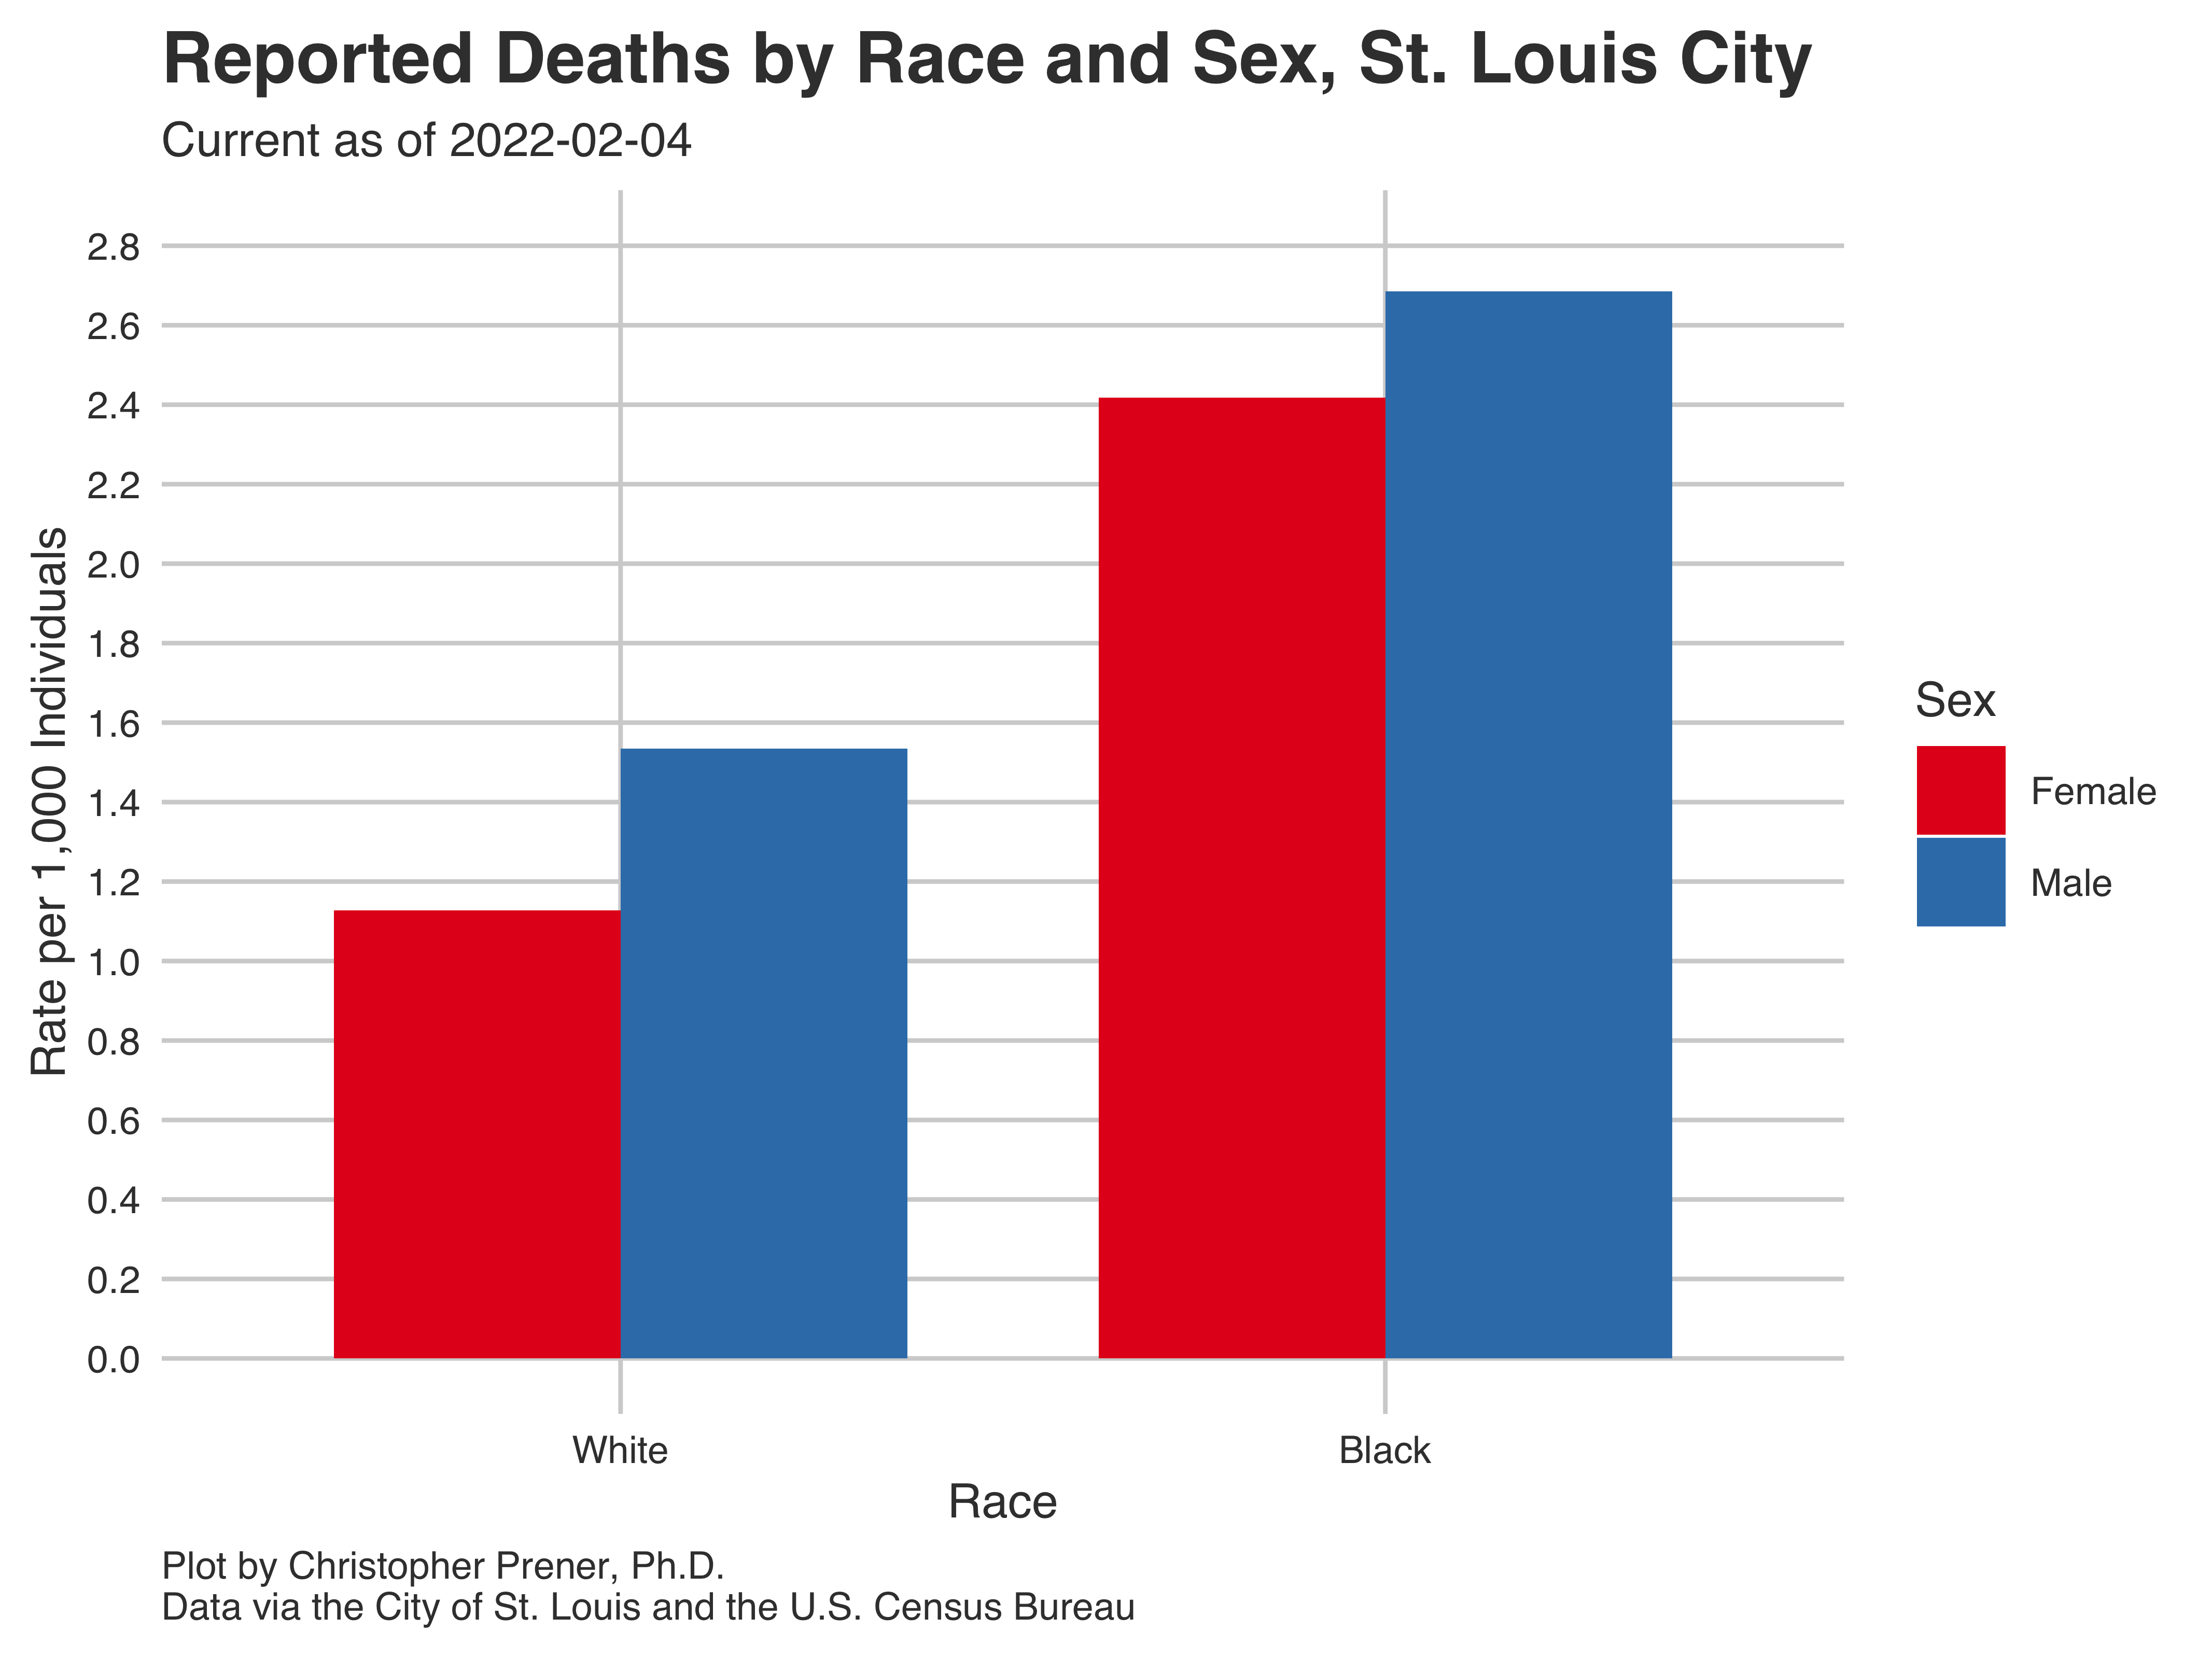 Reported Deaths by Race and Sex, St. Louis City
Current as of 2022-02-04
Rate per 1,000 Individuals
2.8
2.6
2.4
2.2
2.0
1.8
1.6
1.4
1.2
1.0
0.8
0.6
0.4
0.2
0.0
White
Black
Race
Sex
Female
Male
Plot by Christopher Prener, Ph.D.
Data via the City of St. Louis and the U.S. Census Bureau